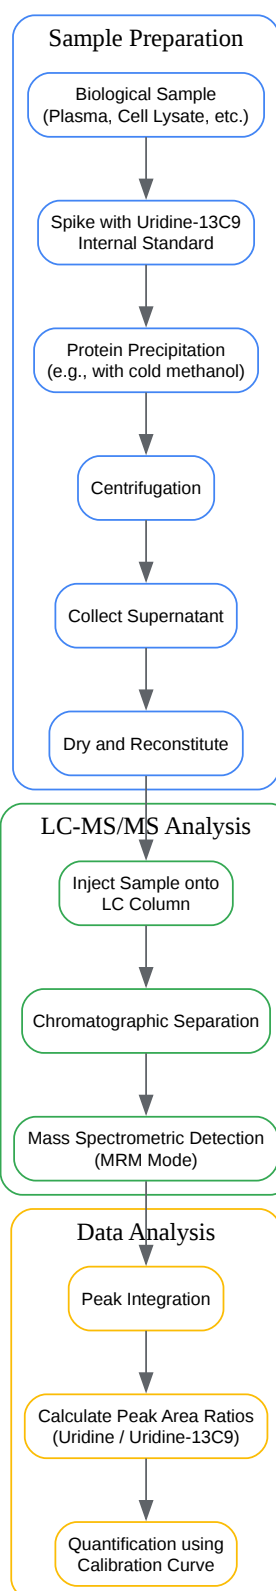 Sample Preparation
Biological Sample
(Plasma, Cell Lysate, etc.)
Spike with Uridine-13C9
Internal Standard
Protein Precipitation
(e.g., with cold methanol)
Centrifugation
Collect Supernatant
Dry and Reconstitute
LC-MS/MS Analysis
Inject Sample onto
LC Column
Chromatographic Separation
Mass Spectrometric Detection
(MRM Mode)
Data Analysis
Peak Integration
Calculate Peak Area Ratios
(Uridine / Uridine-13C9)
Quantification using
Calibration Curve